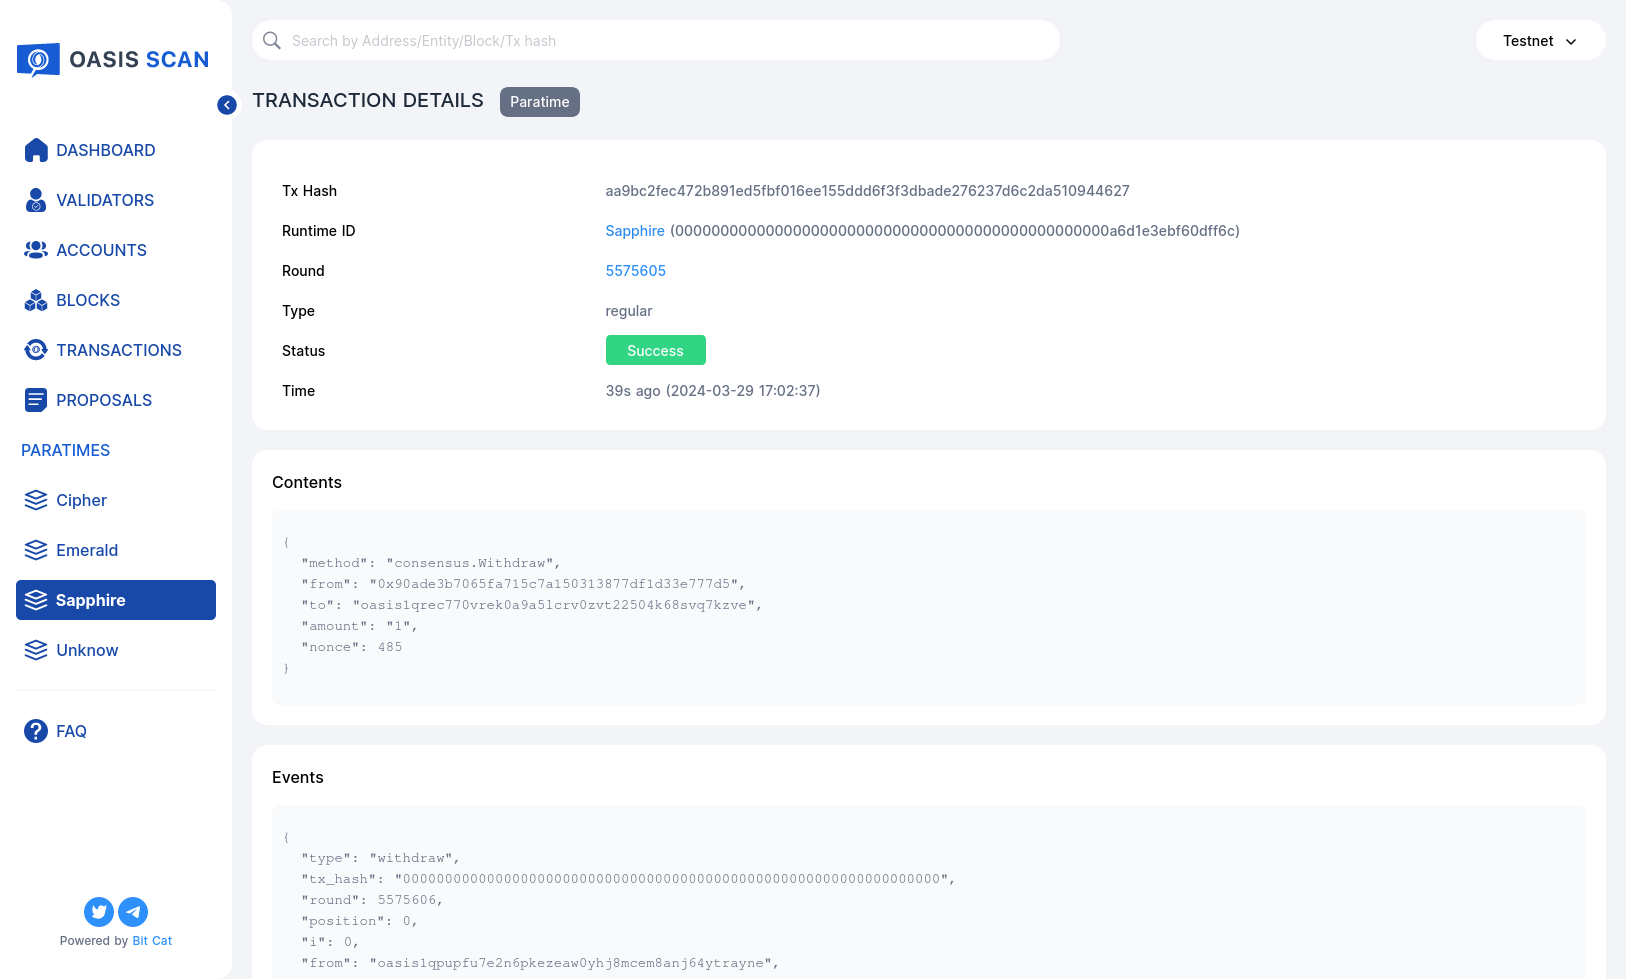 OASIS SCAN
Search by Address/Entity/Block/Tx hash
Testnet
TRANSACTION DETAILS Paratime
DASHBOARD
VALIDATORS
ACCOUNTS
BLOCKS
TRANSACTIONS
PROPOSALS
PARATIMES
Cipher
Emerald
Sapphire
Unknow
FAQ
Powered by Bit Cat
Tx Hash aa9bc2fec472b891ed5fbf016ee155ddd6f3f3dbade276237d6c2da510944627
Runtime ID Sapphire (000000000000000000000000000000000000000000000000a6d1e3ebf60dff6c)
Round 5575605
Type regular
Status Success
Time 39s ago (2024-03-29 17:02:37)
Contents
{
"method": "consensus.Withdraw",
"from": "0x90ade3b7065fa715c7a150313877df1d33e777d5",
"to": "oasis1qrec770vrek0a9a5lcrv0zvt22504k68svq7kzve",
"amount": "1",
"nonce": 485
}
Events
{
"type": "withdraw",
"tx_hash": "0000000000000000000000000000000000000000000000000000000000000000",
"round": 5575606,
"position": 0,
"i": 0,
"from": "oasis1qpupfu7e2n6pkezeaw0yhj8mcem8anj64ytrayne",